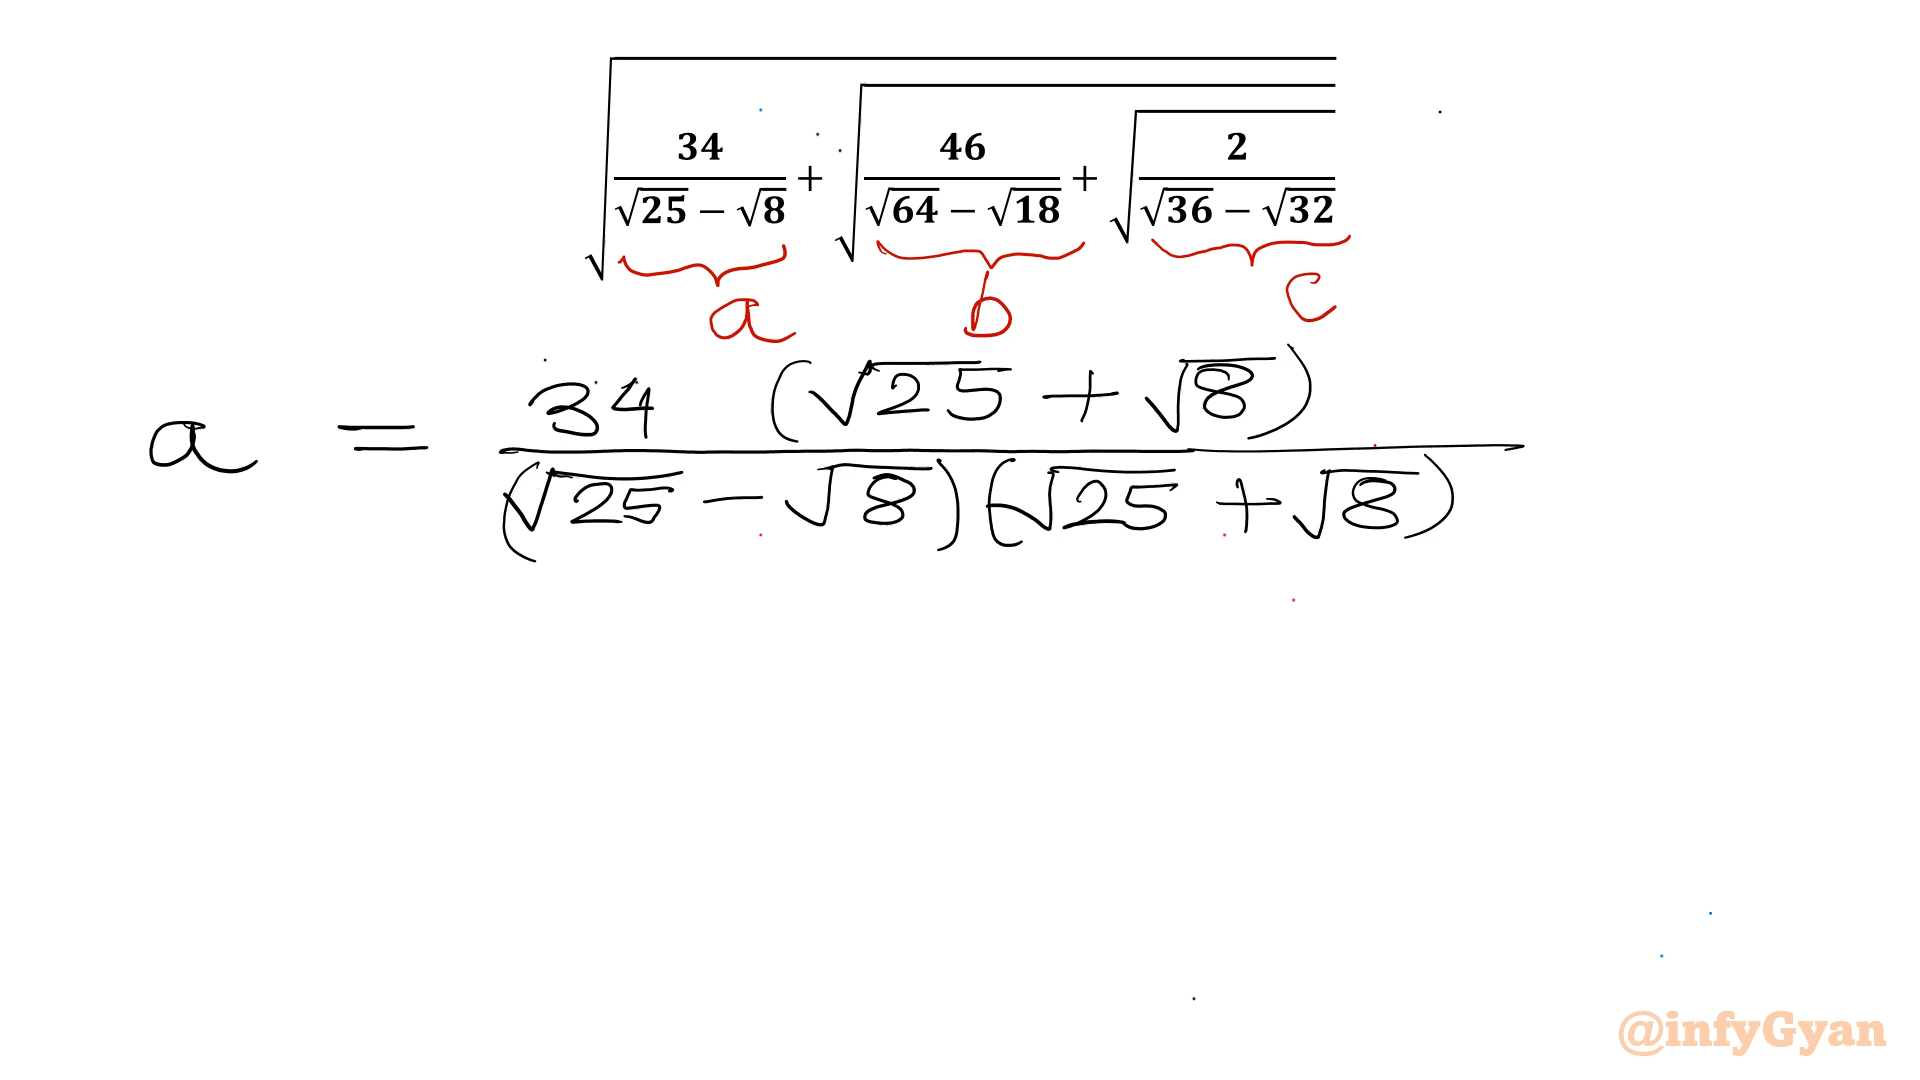 √(34/(√25 − √8) + √(46/(√64 − √18) + √(2/(√36 − √32))))
a b c
a = 34 (√25 + √8) / (√25 − √8)(√25 + √8)
@infyGyan